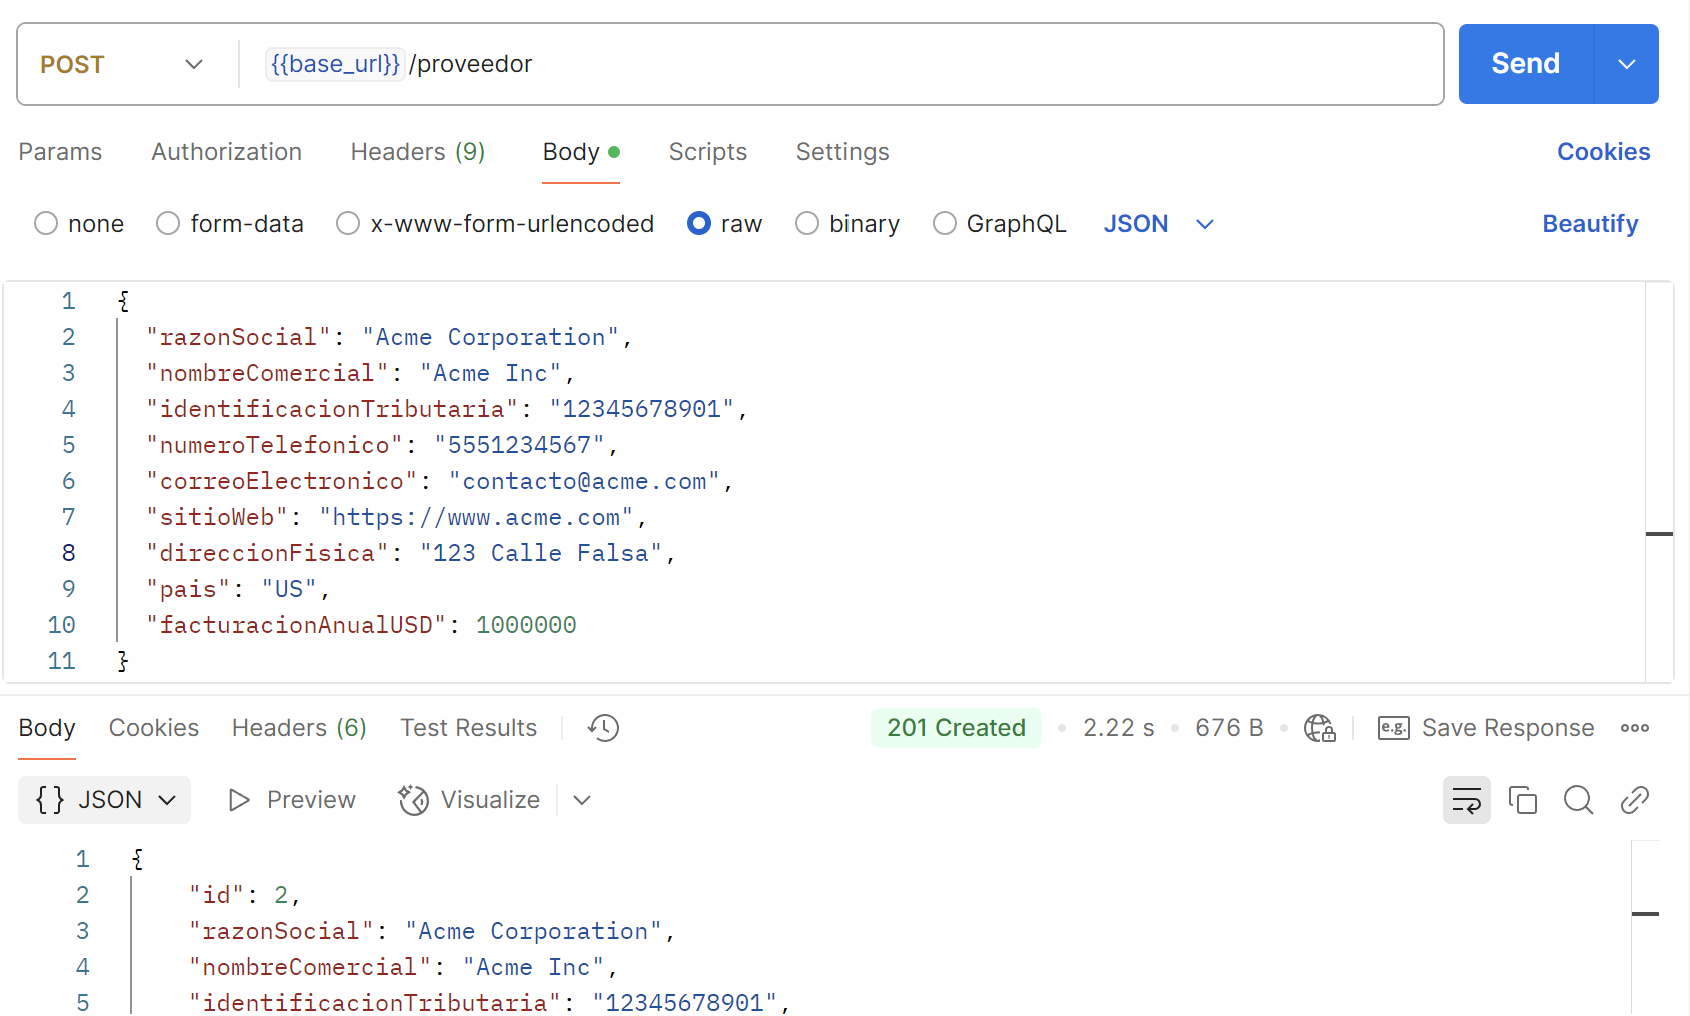 POST {{base_url}} /proveedor Send
Params Authorization Headers (9) Body Scripts Settings Cookies
none form-data x-www-form-urlencoded raw binary GraphQL JSON Beautify
1 {
2 "razonSocial": "Acme Corporation",
3 "nombreComercial": "Acme Inc",
4 "identificacionTributaria": "12345678901",
5 "numeroTelefonico": "5551234567",
6 "correoElectronico": "contacto@acme.com",
7 "sitioWeb": "https://www.acme.com",
8 "direccionFisica": "123 Calle Falsa",
9 "pais": "US",
10 "facturacionAnualUSD": 1000000
11 }
Body Cookies Headers (6) Test Results 201 Created 2.22 s 676 B e.g. Save Response
{} JSON Preview Visualize
1 {
2 "id": 2,
3 "razonSocial": "Acme Corporation",
4 "nombreComercial": "Acme Inc",
5 "identificacionTributaria": "12345678901",